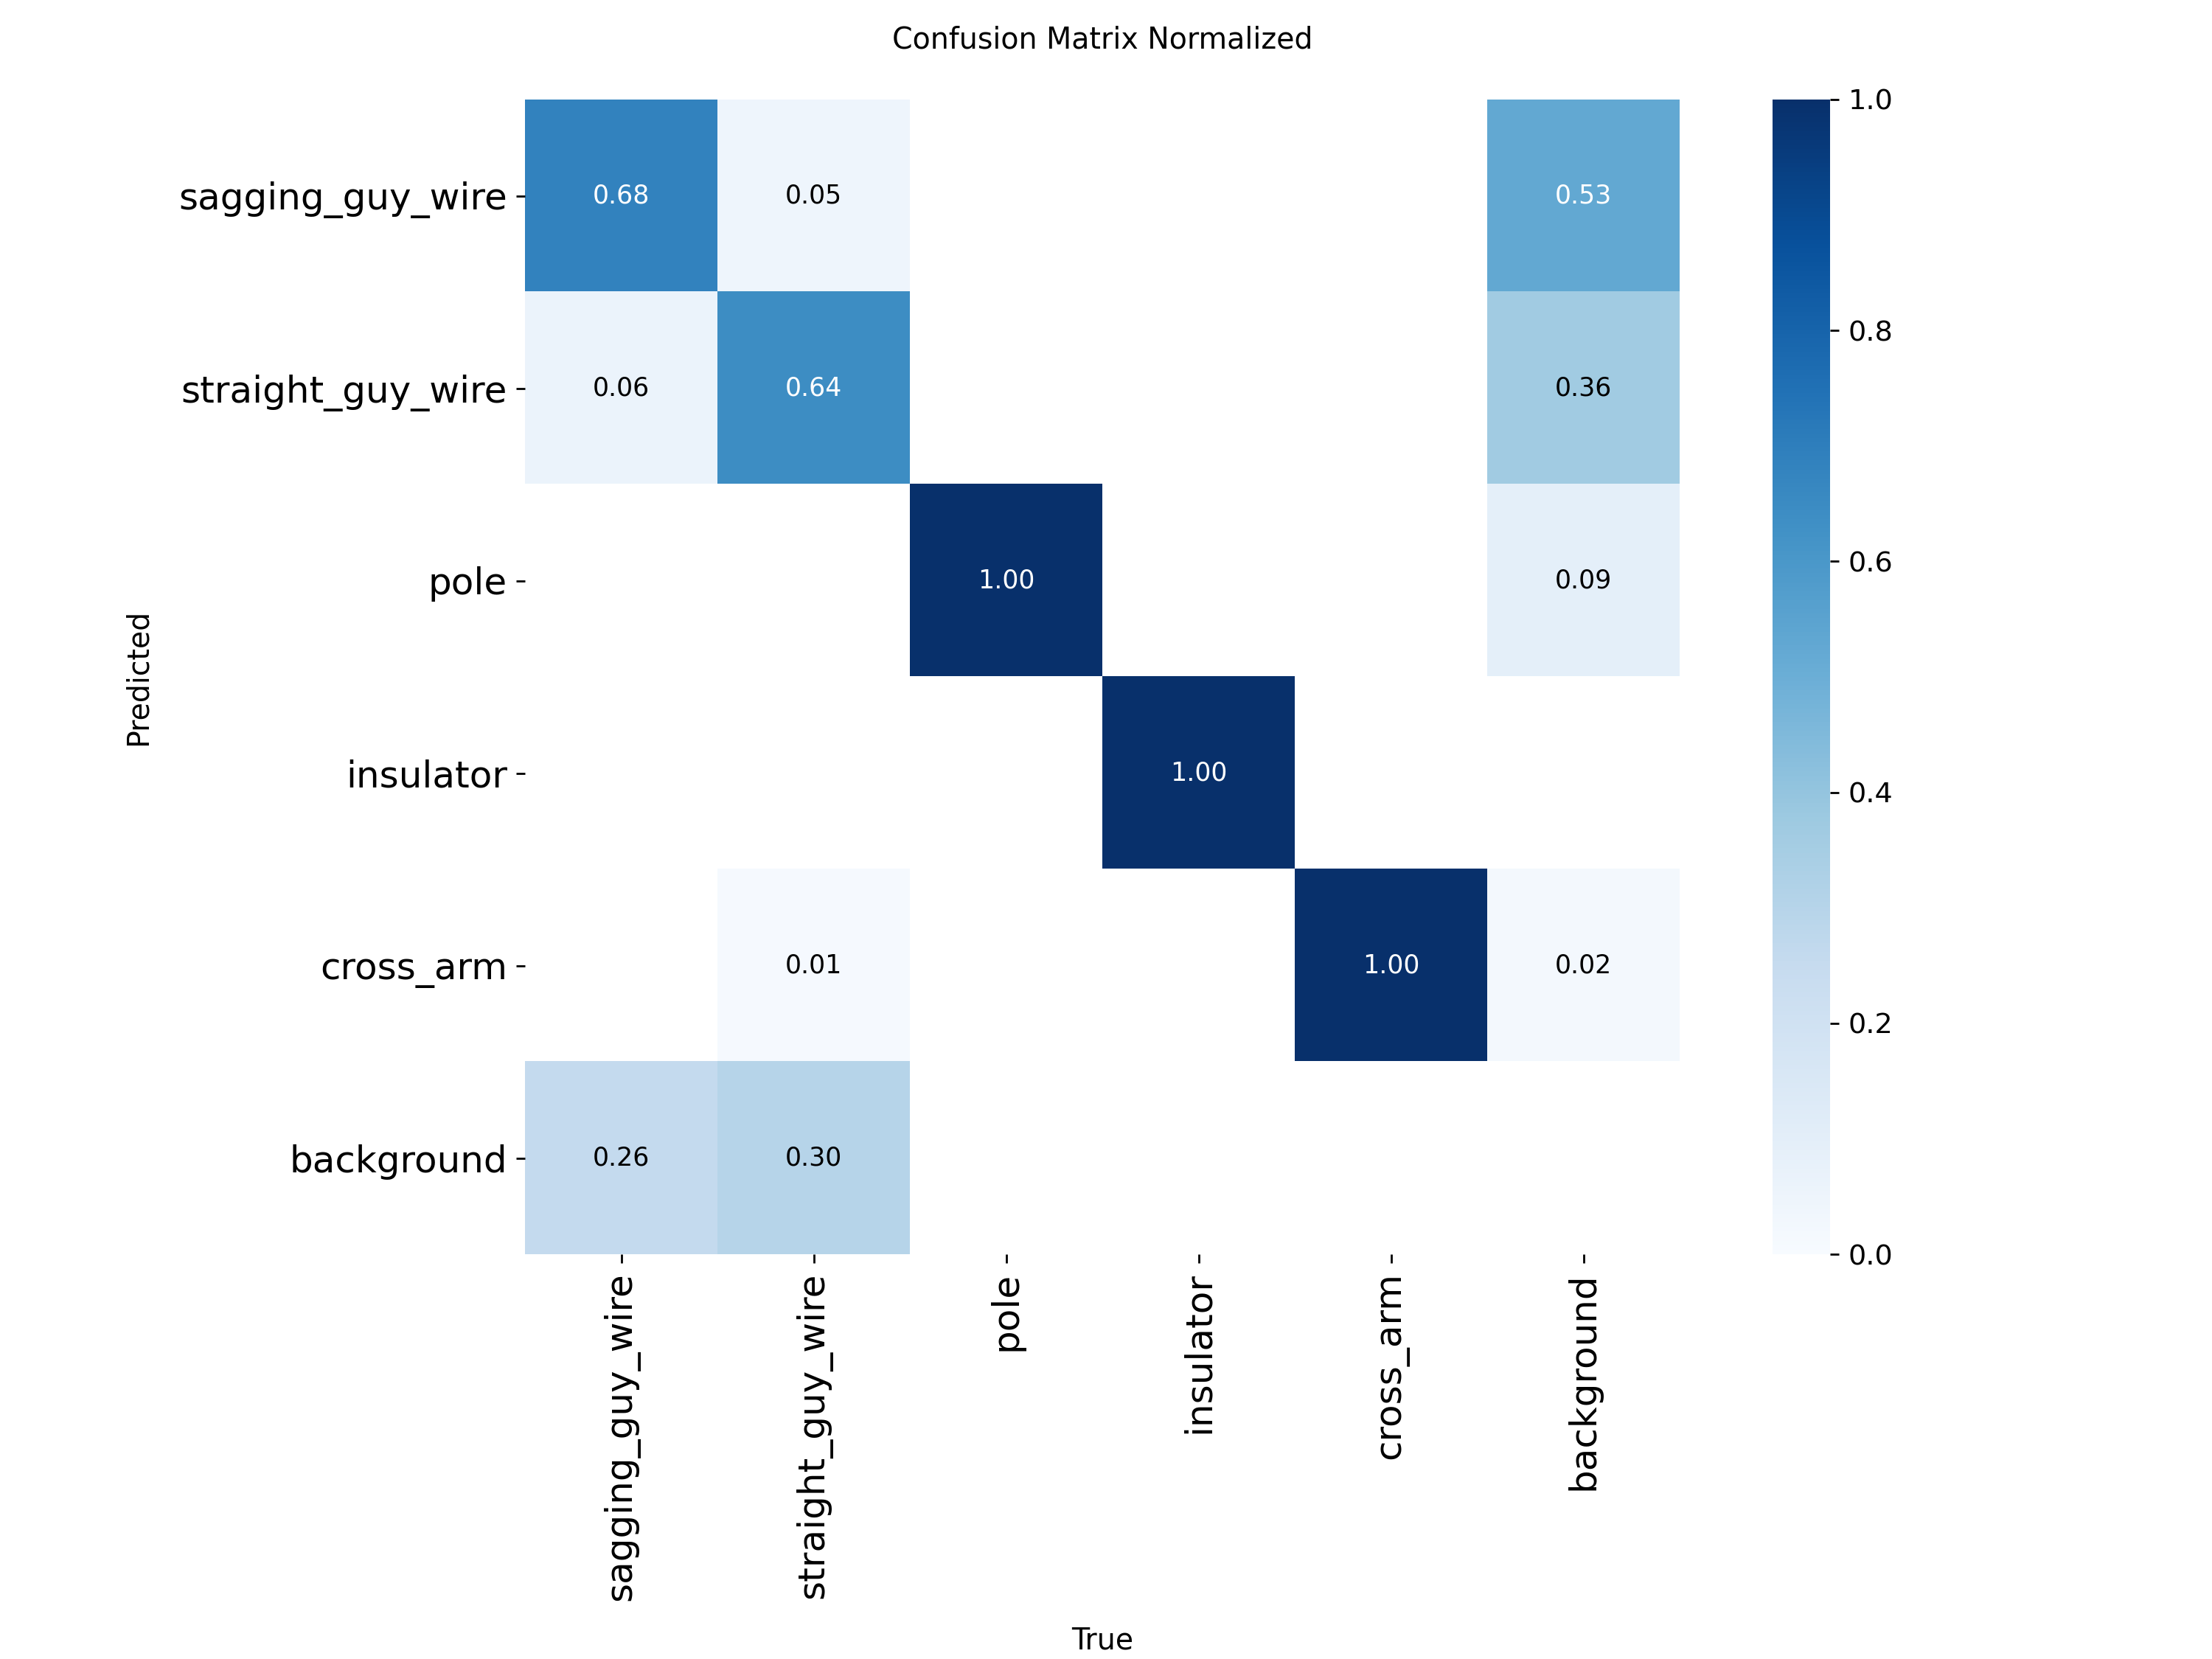 Confusion Matrix Normalized
1.0
sagging_guy_wire 0.68 0.05 0.53
0.8
straight_guy_wire 0.06 0.64 0.36
0.6
pole 1.00 0.09
Predicted
insulator 1.00
0.4
cross_arm 0.01 1.00 0.02
0.2
background 0.26 0.30
0.0
sagging_guy_wire
straight_guy_wire
pole
insulator
cross_arm
background
True